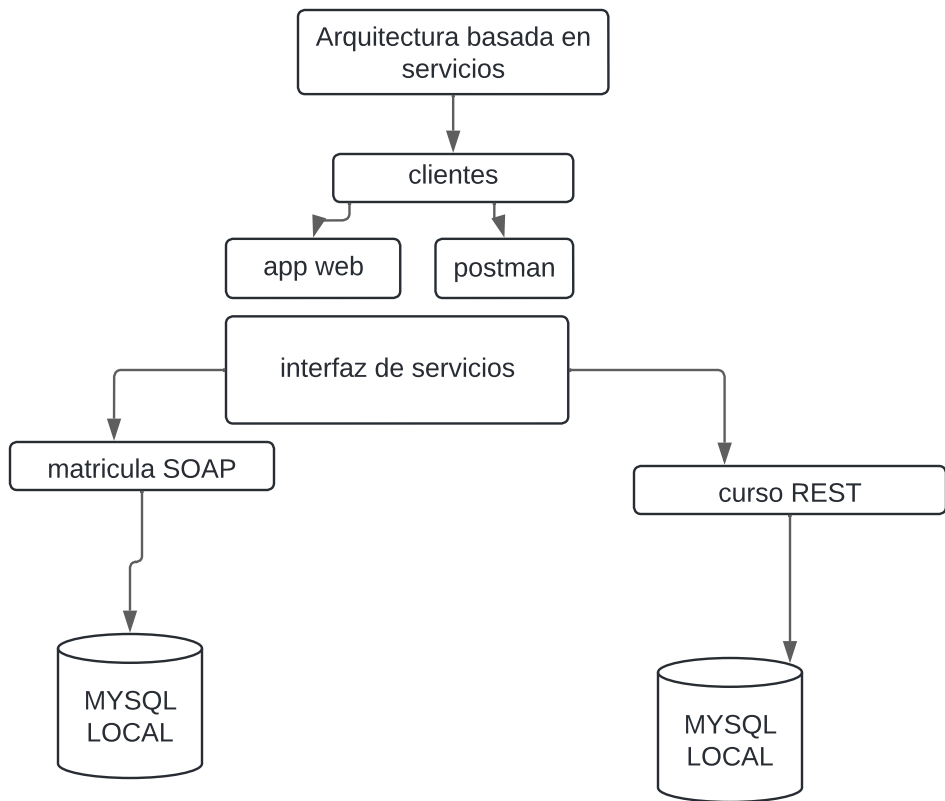 Arquitectura basada en
servicios
clientes
app web
postman
interfaz de servicios
matricula SOAP
curso REST
MYSQL
LOCAL
MYSQL
LOCAL